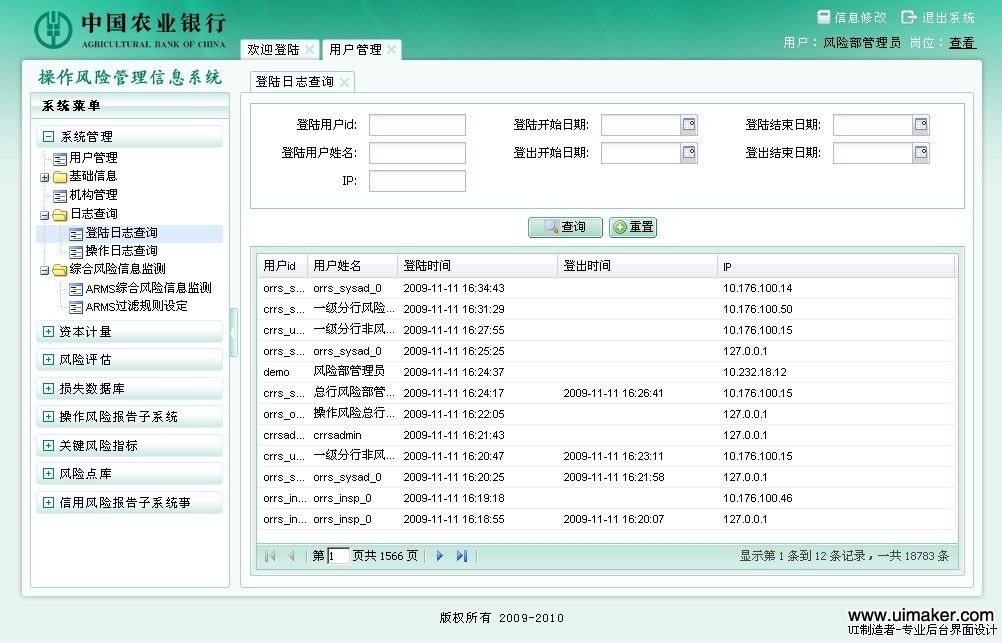 中国农业银行
AGRICULTURAL BANK OF CHINA
欢迎登陆 用户管理
信息修改 退出系统
用户：风险部管理员 岗位：查看
操作风险管理信息系统
系统菜单
系统管理
用户管理
基础信息
机构管理
日志查询
登陆日志查询
操作日志查询
综合风险信息监测
ARMS综合风险信息监测
ARMS过滤规则设定
资本计量
风险评估
损失数据库
操作风险报告子系统
关键风险指标
风险点库
信用风险报告子系统事
登陆日志查询
登陆用户id: 登陆开始日期: 登陆结束日期:
登陆用户姓名: 登出开始日期: 登出结束日期:
IP:
查询 重置
用户id 用户姓名 登陆时间 登出时间 IP
orrs_s... orrs_sysad_0 2009-11-11 16:34:43 10.176.100.14
crrs_s... 一级分行风险... 2009-11-11 16:31:29 10.176.100.50
crrs_u... 一级分行非风... 2009-11-11 16:27:55 10.176.100.15
orrs_s... orrs_sysad_0 2009-11-11 16:25:25 127.0.0.1
demo 风险部管理员 2009-11-11 16:24:37 10.232.18.12
crrs_s... 总行风险部管... 2009-11-11 16:24:17 2009-11-11 16:26:41 10.176.100.15
orrs_o... 操作风险总行... 2009-11-11 16:22:05 127.0.0.1
crrsad... crrsadmin 2009-11-11 16:21:43 127.0.0.1
crrs_u... 一级分行非风... 2009-11-11 16:20:47 2009-11-11 16:23:11 10.176.100.15
orrs_s... orrs_sysad_0 2009-11-11 16:20:25 2009-11-11 16:21:58 127.0.0.1
orrs_in... orrs_insp_0 2009-11-11 16:19:18 10.176.100.46
orrs_in... orrs_insp_0 2009-11-11 16:18:55 2009-11-11 16:20:07 127.0.0.1
第 1 页共 1566 页 显示第 1 条到 12 条记录，一共 18783 条
版权所有 2009-2010
www.uimaker.com
UI制造者-专业后台界面设计